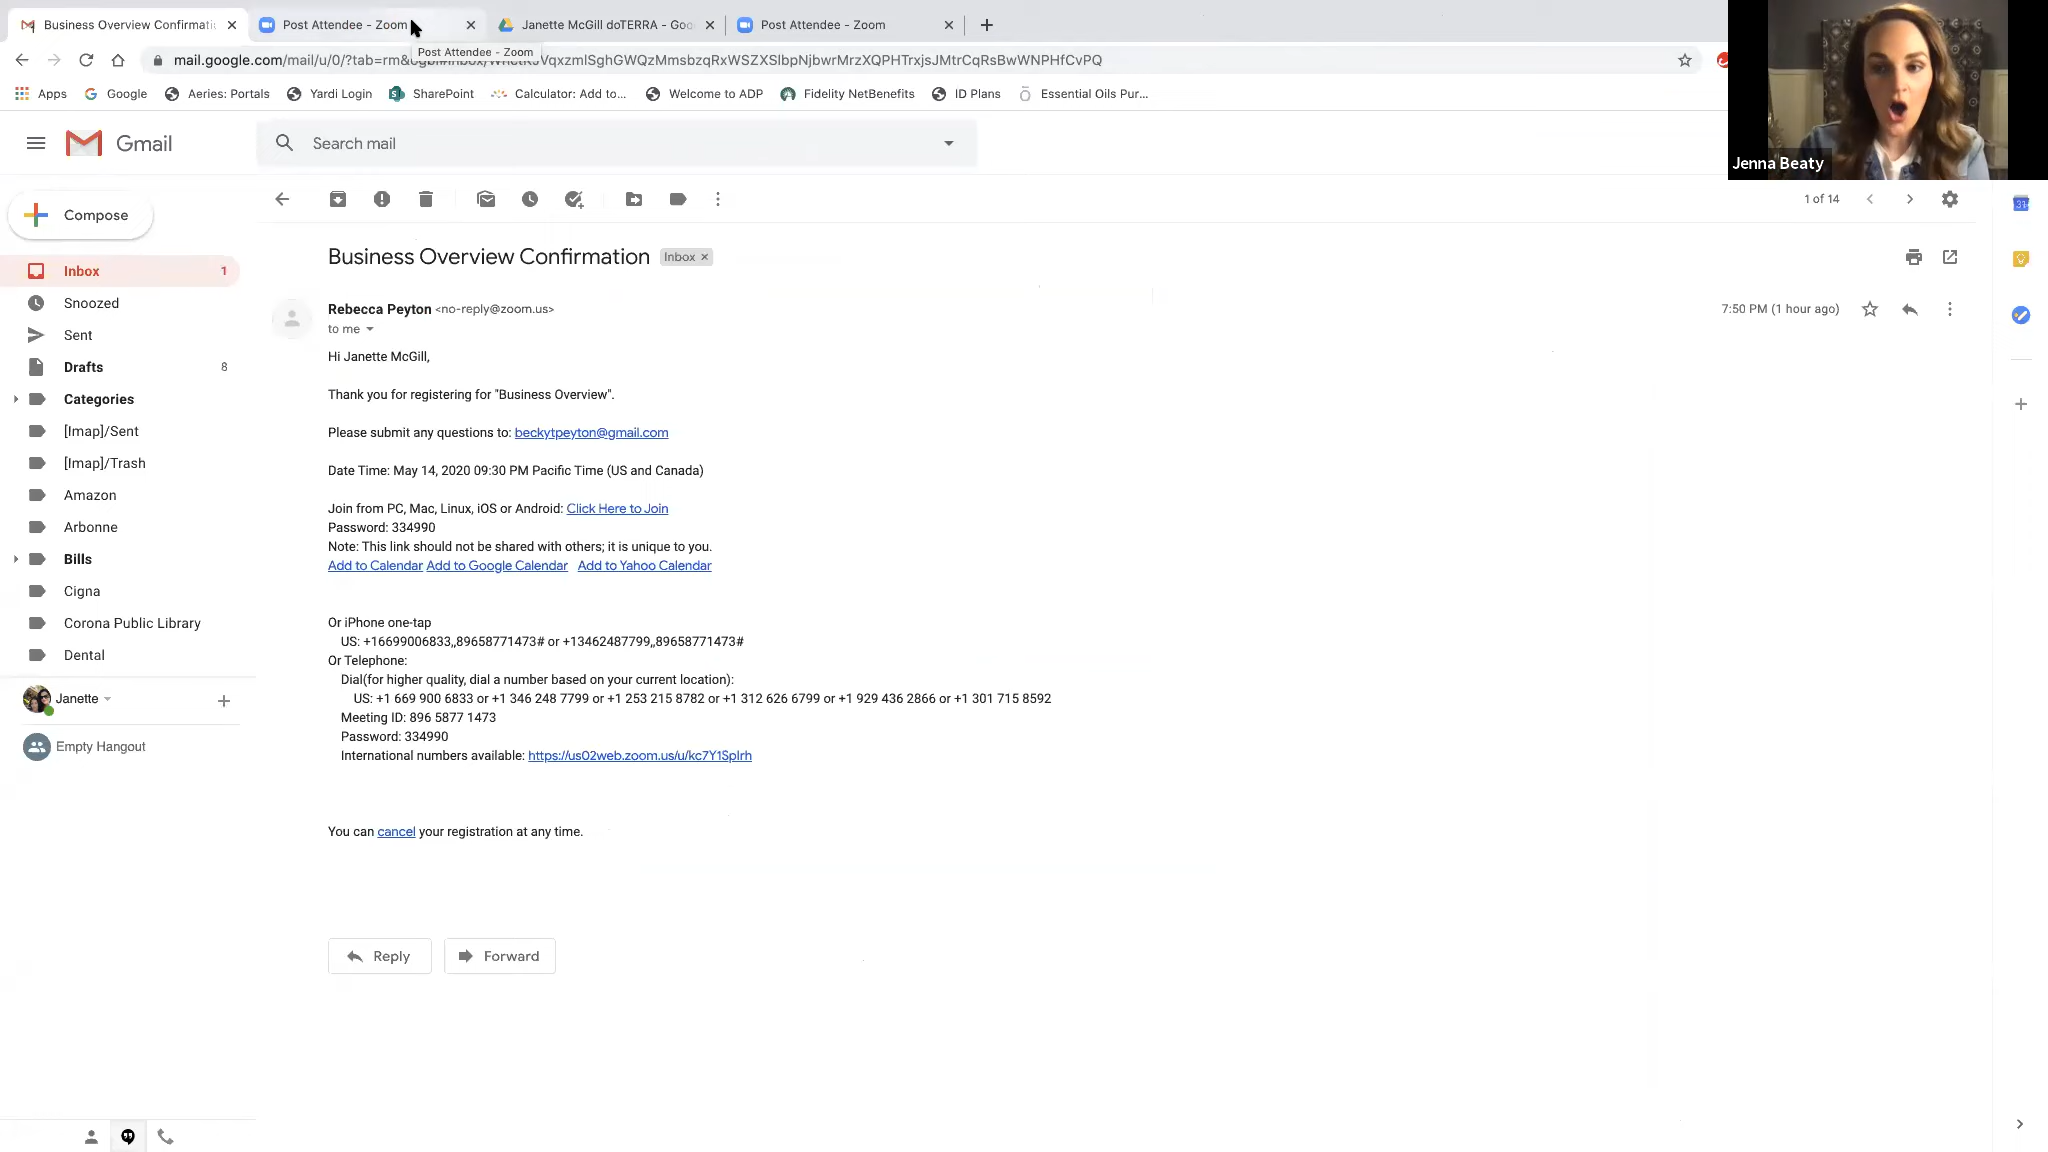 Business Overview Confirmati
Post Attendee - Zoom
Janette McGill doTERRA - Goo
Post Attendee - Zoom
Post Attendee - Zoom
Apps
Google
Aeries: Portals
Yardi Login
SharePoint
Calculator: Add to...
Welcome to ADP
Fidelity NetBenefits
ID Plans
Essential Oils Pur...
Jenna Beaty
Gmail
Search mail
Compose
1 of 14
Inbox 1
Snoozed
Sent
Drafts 8
Categories
[Imap]/Sent
[Imap]/Trash
Amazon
Arbonne
Bills
Cigna
Corona Public Library
Dental
Janette
Empty Hangout
Business Overview Confirmation Inbox ×
Rebecca Peyton <no-reply@zoom.us>
7:50 PM (1 hour ago)
to me
Hi Janette McGill,
Thank you for registering for "Business Overview".
Please submit any questions to: beckytpeyton@gmail.com
Date Time: May 14, 2020 09:30 PM Pacific Time (US and Canada)
Join from PC, Mac, Linux, iOS or Android: Click Here to Join
Password: 334990
Note: This link should not be shared with others; it is unique to you.
Add to Calendar Add to Google Calendar Add to Yahoo Calendar
Or iPhone one-tap
US: +16699006833,,89658771473# or +13462487799,,89658771473#
Or Telephone:
Dial(for higher quality, dial a number based on your current location):
US: +1 669 900 6833 or +1 346 248 7799 or +1 253 215 8782 or +1 312 626 6799 or +1 929 436 2866 or +1 301 715 8592
Meeting ID: 896 5877 1473
Password: 334990
International numbers available: https://us02web.zoom.us/u/kc7Y1Splrh
You can cancel your registration at any time.
Reply
Forward